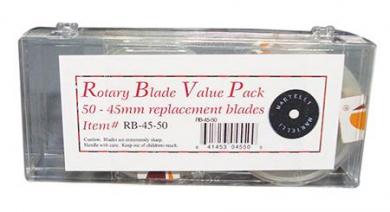 Rotary Blade Value Pack
50 - 45mm replacement blades
Item# RB-45-50
RB-45-50
Caution: Blades are extremely sharp.
Handle with care. Keep out of children reach.
MARTELLI
MARTELLI